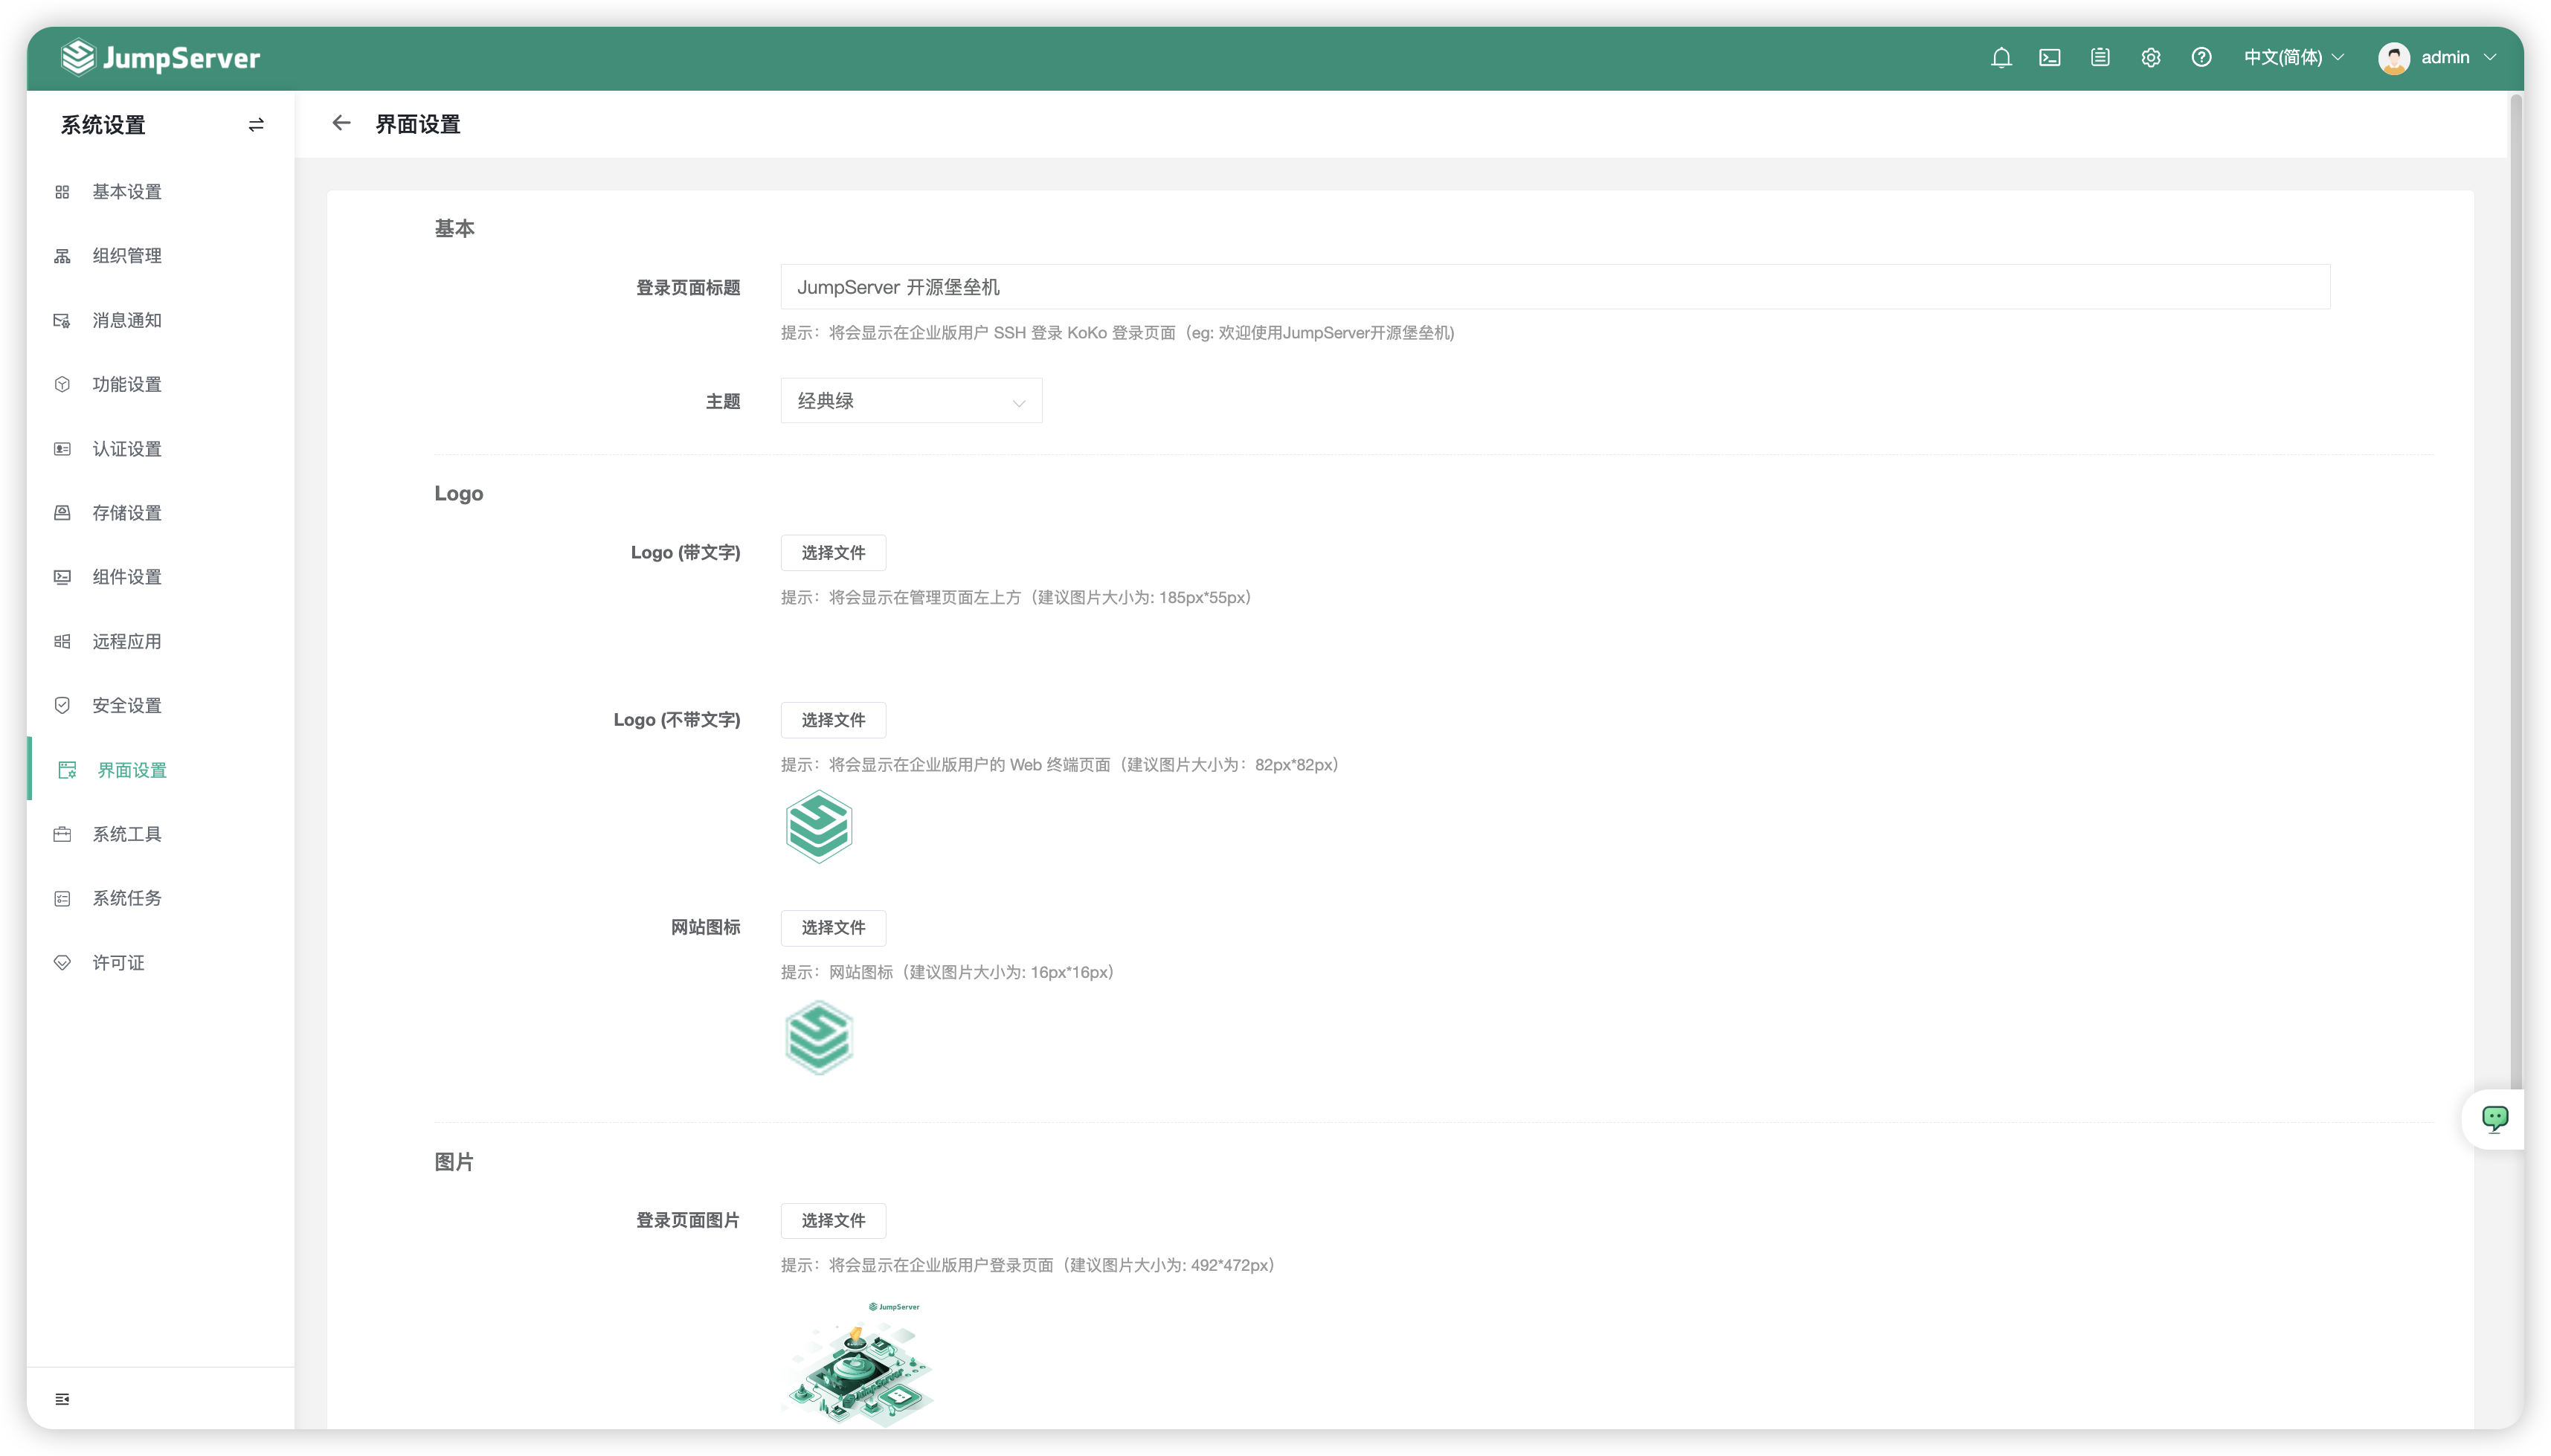 JumpServer
中文(简体)
admin
系统设置
基本设置
组织管理
消息通知
功能设置
认证设置
存储设置
组件设置
远程应用
安全设置
界面设置
系统工具
系统任务
许可证
界面设置
基本
登录页面标题
JumpServer 开源堡垒机
提示：将会显示在企业版用户 SSH 登录 KoKo 登录页面（eg: 欢迎使用JumpServer开源堡垒机)
主题
经典绿
Logo
Logo (带文字)
选择文件
提示：将会显示在管理页面左上方（建议图片大小为: 185px*55px）
Logo (不带文字)
选择文件
提示：将会显示在企业版用户的 Web 终端页面（建议图片大小为：82px*82px）
网站图标
选择文件
提示：网站图标（建议图片大小为: 16px*16px）
图片
登录页面图片
选择文件
提示：将会显示在企业版用户登录页面（建议图片大小为: 492*472px）
JumpServer
JumpServer